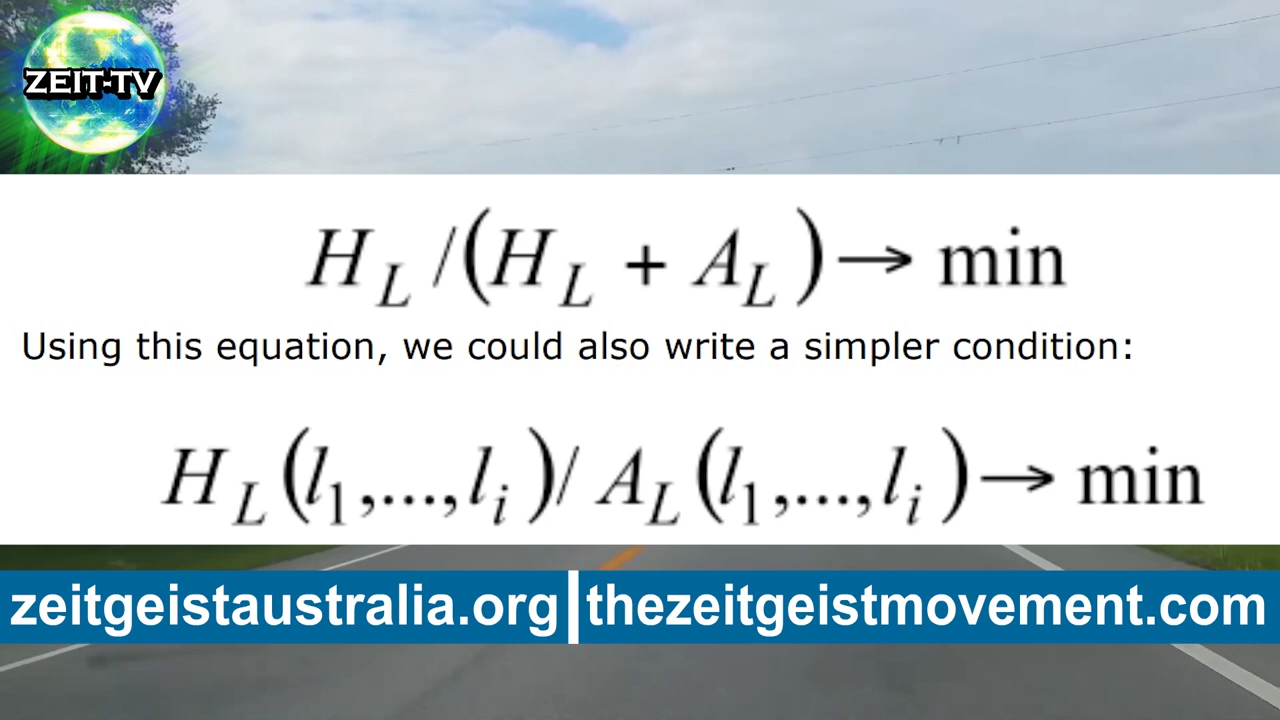 ZEIT-TV
H_L /(H_L + A_L) → min
Using this equation, we could also write a simpler condition:
H_L (l_1,...,l_i)/ A_L (l_1,...,l_i) → min
zeitgeistaustralia.org|thezeitgeistmovement.com